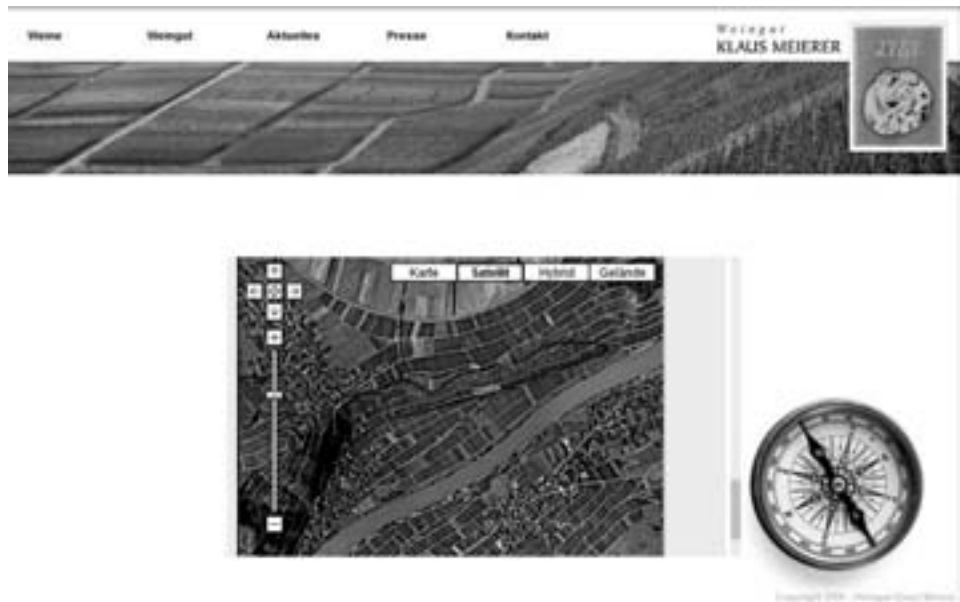 Weine Weingut Aktuelles Presse Kontakt
Weingut
KLAUS MEIERER
Karte Satellit Hybrid Gelände